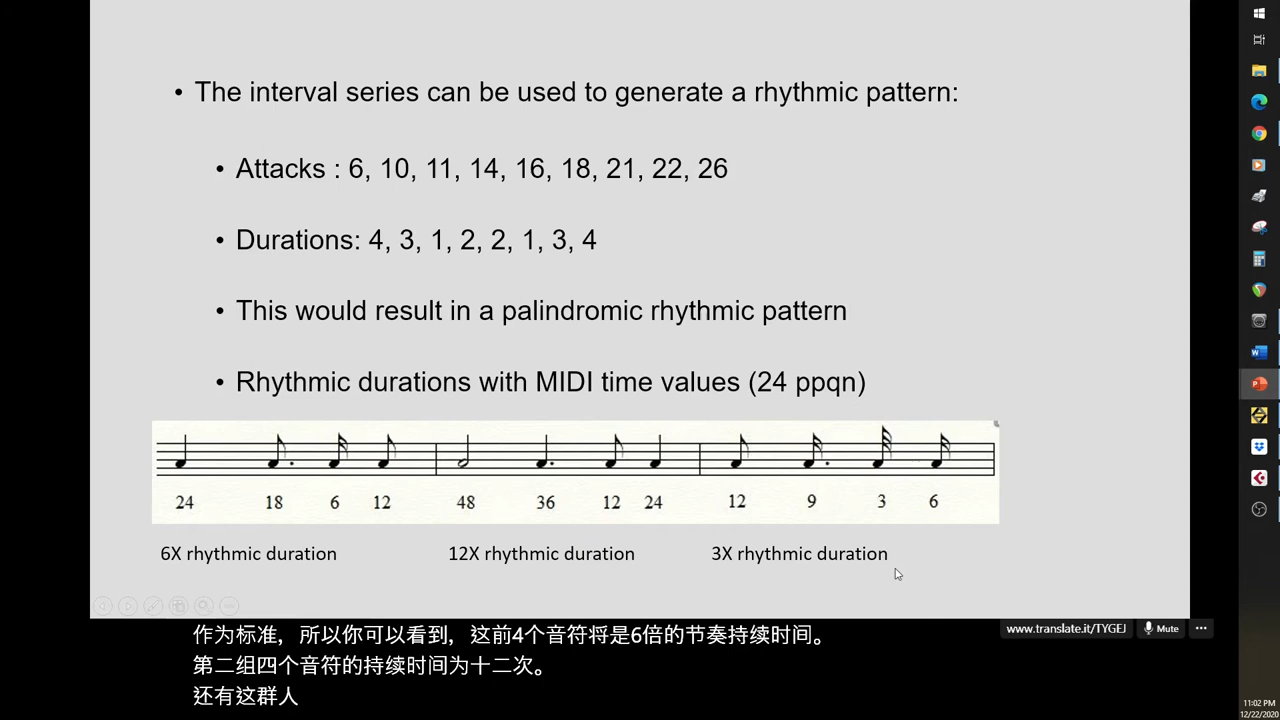 • The interval series can be used to generate a rhythmic pattern:
• Attacks : 6, 10, 11, 14, 16, 18, 21, 22, 26
• Durations: 4, 3, 1, 2, 2, 1, 3, 4
• This would result in a palindromic rhythmic pattern
• Rhythmic durations with MIDI time values (24 ppqn)
24 18 6 12 48 36 12 24 12 9 3 6
6X rhythmic duration 12X rhythmic duration 3X rhythmic duration
作为标准，所以你可以看到，这前4个音符将是6倍的节奏持续时间。
www.translate.it/TYGEJ Mute
第二组四个音符的持续时间为十二次。
还有这群人
11:02 PM
12/22/2020